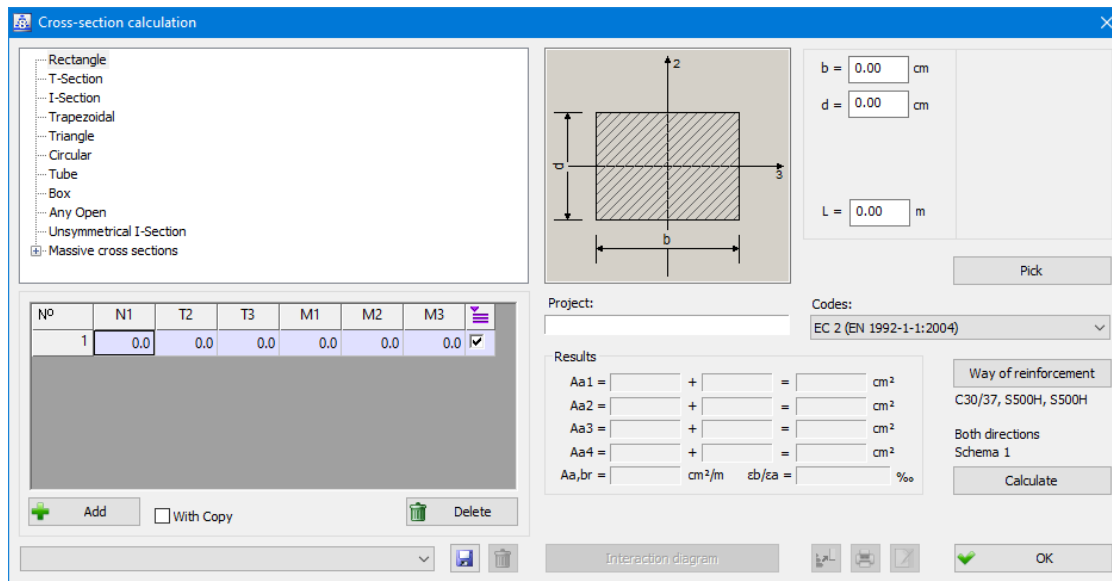 Cross-section calculation
Rectangle
T-Section
I-Section
Trapezoidal
Triangle
Circular
Tube
Box
Any Open
Unsymmetrical I-Section
Massive cross sections
2
3
d
b
b = 0.00 cm
d = 0.00 cm
L = 0.00 m
Pick
Nº N1 T2 T3 M1 M2 M3
1 0.0 0.0 0.0 0.0 0.0 0.0
Add
With Copy
Delete
Project:
Codes:
EC 2 (EN 1992-1-1:2004)
Results
Aa1 = + = cm²
Aa2 = + = cm²
Aa3 = + = cm²
Aa4 = + = cm²
Aa,br = cm²/m εb/εa = ‰
Way of reinforcement
C30/37, S500H, S500H
Both directions
Schema 1
Calculate
Interaction diagram
OK